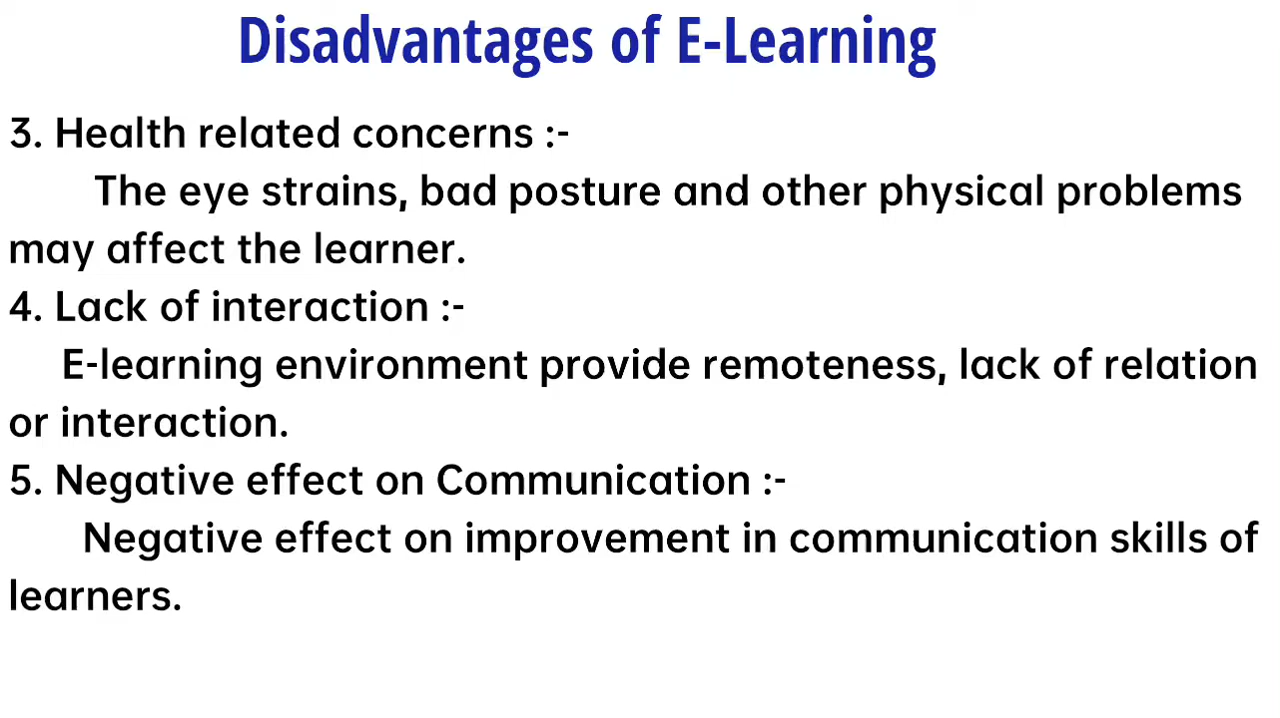 Disadvantages of E-Learning
3. Health related concerns :-
The eye strains, bad posture and other physical problems
may affect the learner.
4. Lack of interaction :-
E-learning environment provide remoteness, lack of relation
or interaction.
5. Negative effect on Communication :-
Negative effect on improvement in communication skills of
learners.